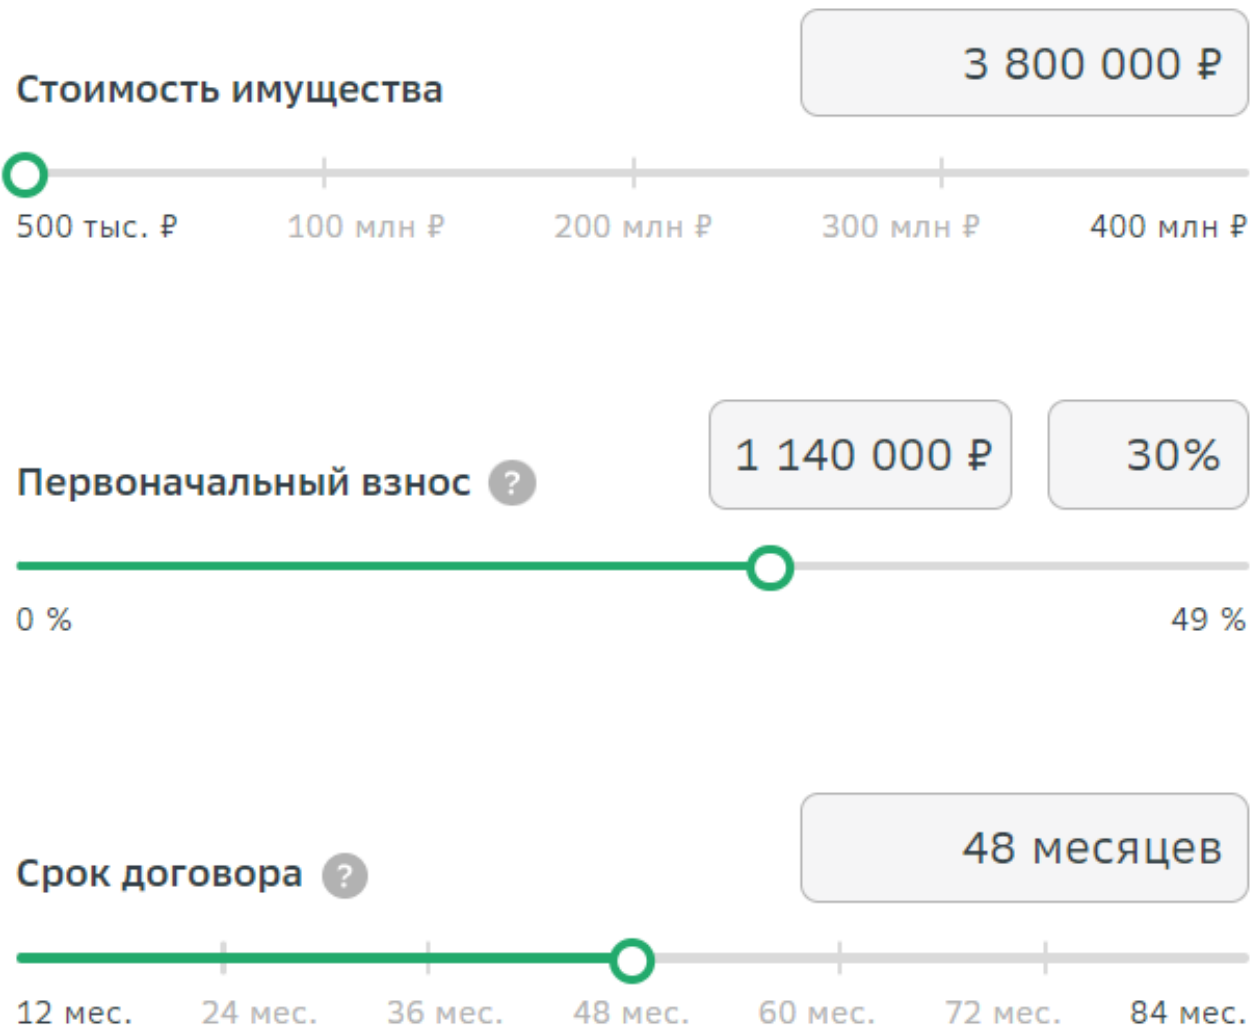 3 800 000 ₽
Стоимость имущества
500 тыс. ₽ 100 млн ₽ 200 млн ₽ 300 млн ₽ 400 млн ₽
1 140 000 ₽ 30%
Первоначальный взнос ?
0 % 49 %
48 месяцев
Срок договора ?
12 мес. 24 мес. 36 мес. 48 мес. 60 мес. 72 мес. 84 мес.